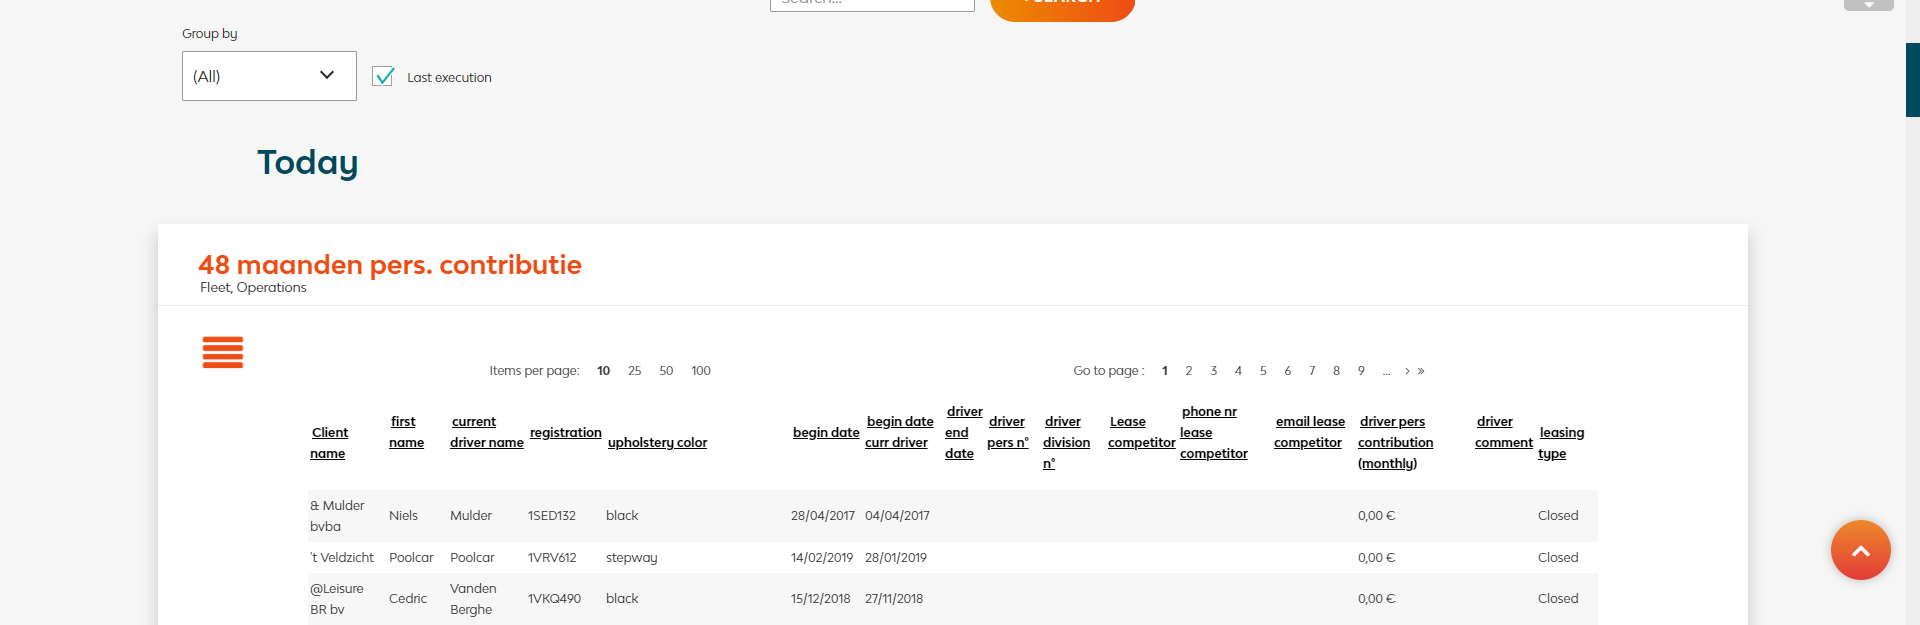 Search...
SEARCH
Group by
(All)
Last execution
Today
48 maanden pers. contributie
Fleet, Operations
Items per page: 10 25 50 100
Go to page : 1 2 3 4 5 6 7 8 9 ... › »
Client name
first name
current driver name
registration
upholstery color
begin date
begin date curr driver
driver end date
driver pers n°
driver division n°
Lease competitor
phone nr lease competitor
email lease competitor
driver pers contribution (monthly)
driver comment
leasing type
& Mulder bvba Niels Mulder 1SED132 black 28/04/2017 04/04/2017 0,00 € Closed
't Veldzicht Poolcar Poolcar 1VRV612 stepway 14/02/2019 28/01/2019 0,00 € Closed
@Leisure BR bv Cedric Vanden Berghe 1VKQ490 black 15/12/2018 27/11/2018 0,00 € Closed